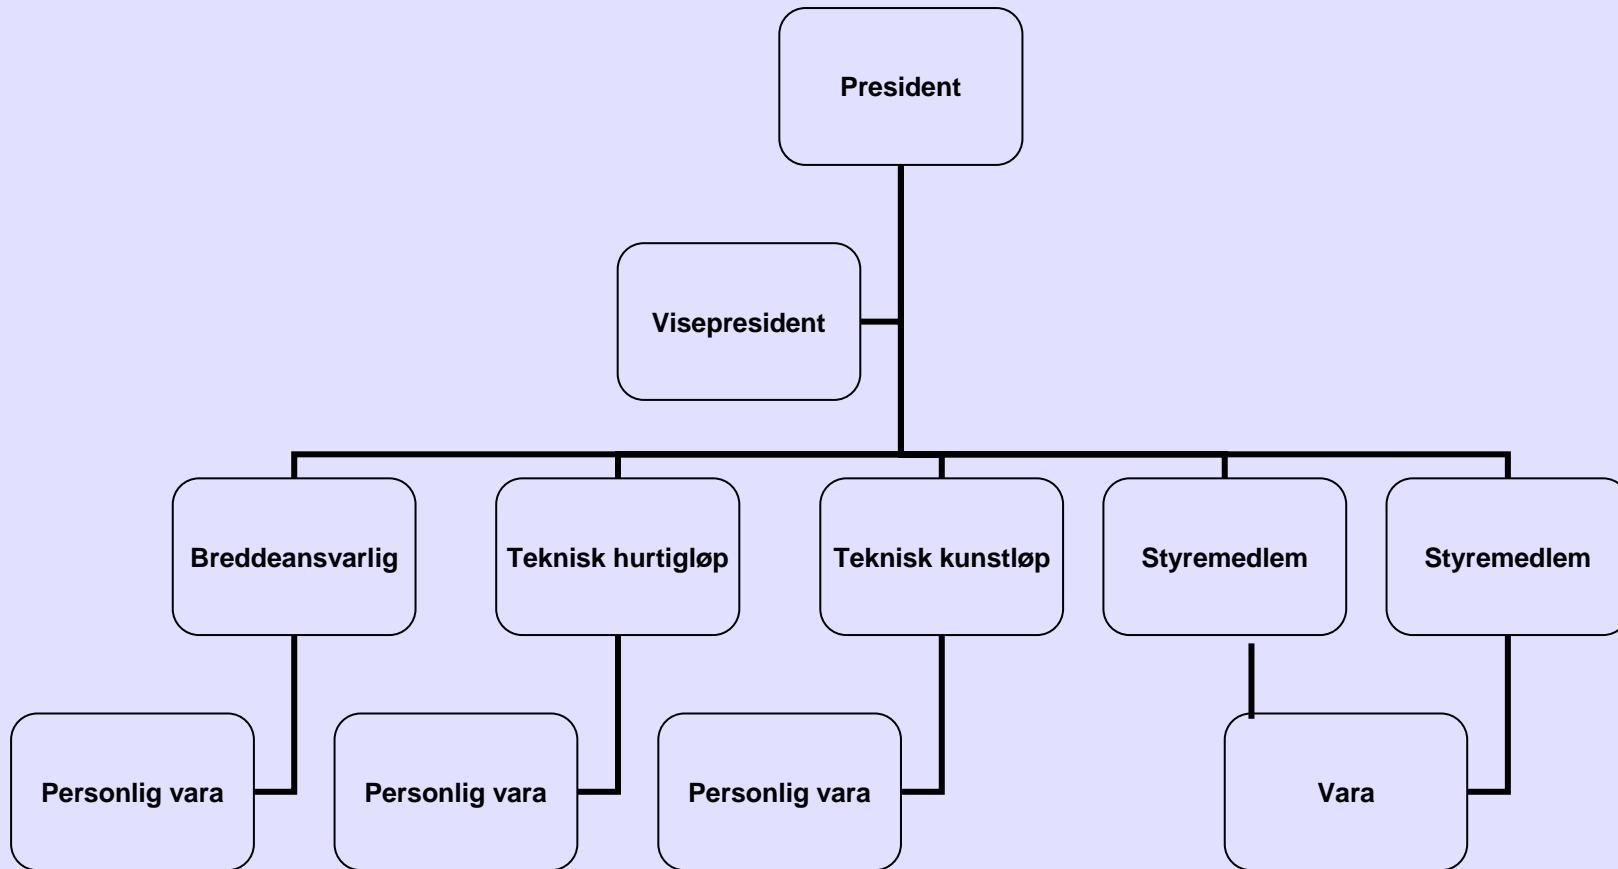 President
Visepresident
Breddeansvarlig
Teknisk hurtigløp
Teknisk kunstløp
Styremedlem
Styremedlem
Personlig vara
Personlig vara
Personlig vara
Vara